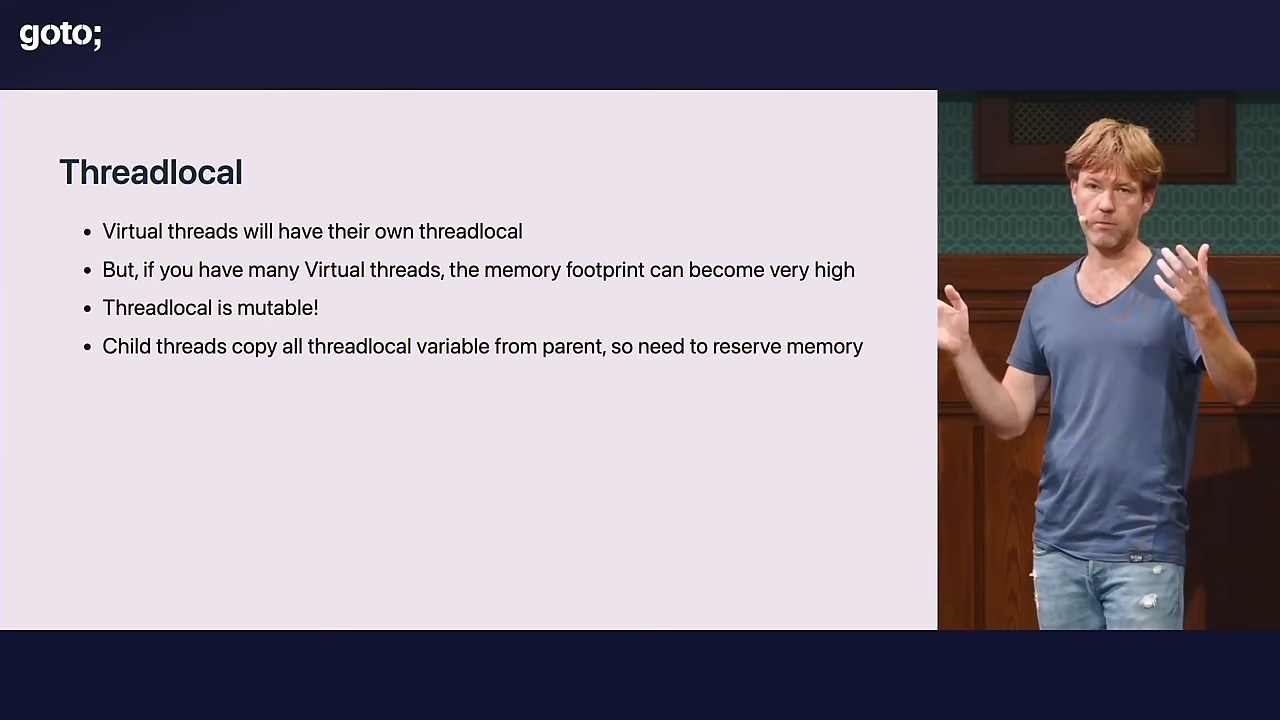 goto;
Threadlocal
• Virtual threads will have their own threadlocal
• But, if you have many Virtual threads, the memory footprint can become very high
• Threadlocal is mutable!
• Child threads copy all threadlocal variable from parent, so need to reserve memory